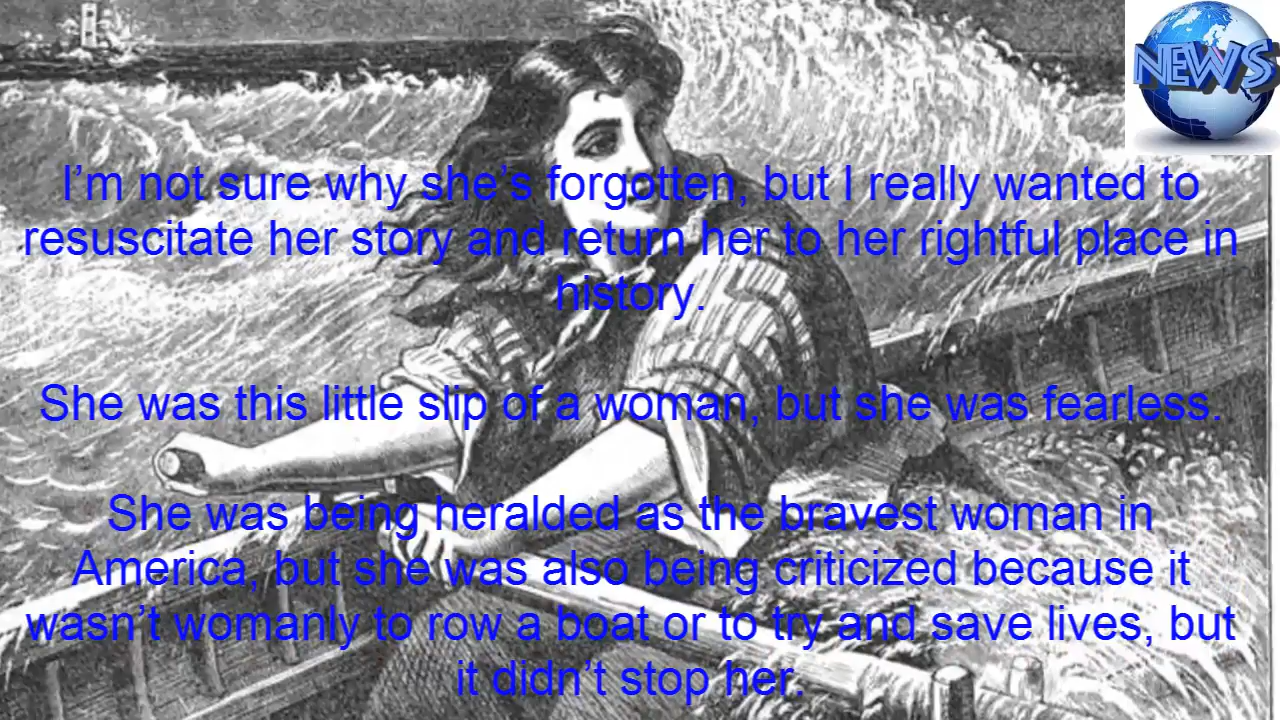 NEWS
I’m not sure why she’s forgotten, but I really wanted to
resuscitate her story and return her to her rightful place in
history.
She was this little slip of a woman, but she was fearless.
She was being heralded as the bravest woman in
America, but she was also being criticized because it
wasn’t womanly to row a boat or to try and save lives, but
it didn’t stop her.